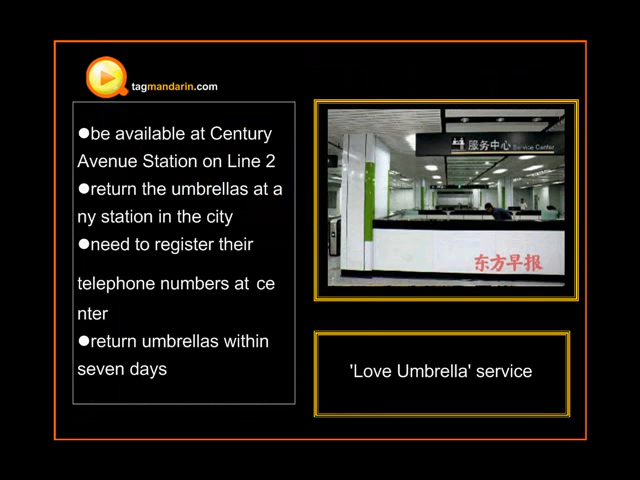 tagmandarin.com
●be available at Century
Avenue Station on Line 2
●return the umbrellas at a
ny station in the city
●need to register their
telephone numbers at ce
nter
●return umbrellas within
seven days
服务中心 Service Center
东方早报
'Love Umbrella' service